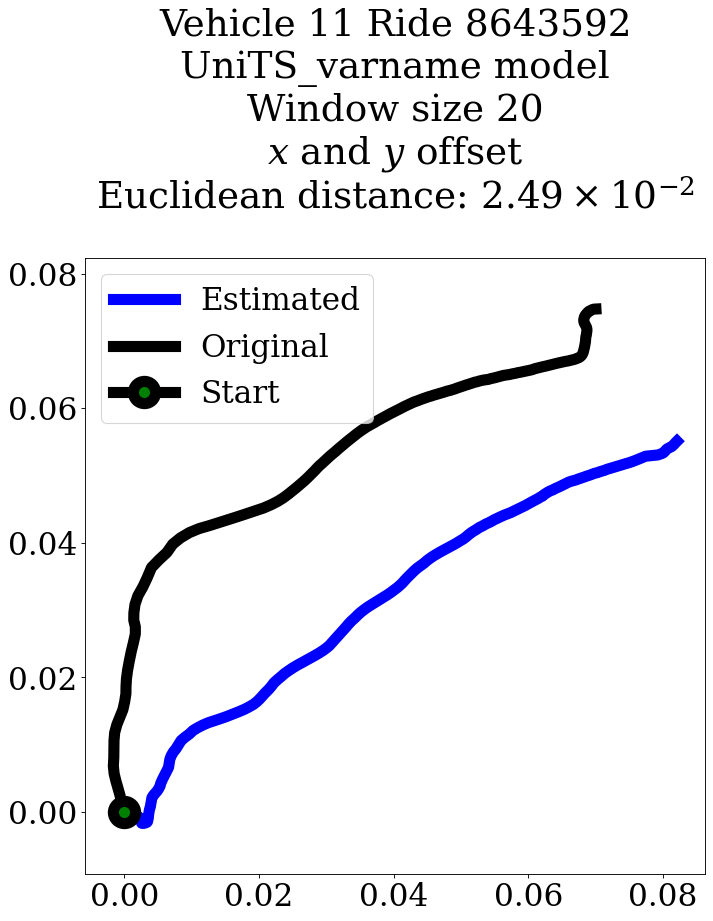 Vehicle 11 Ride 8643592
UniTS_varname model
Window size 20
x and y offset
Euclidean distance: 2.49 × 10⁻²
Estimated
Original
Start
0.08
0.06
0.04
0.02
0.00
0.00 0.02 0.04 0.06 0.08